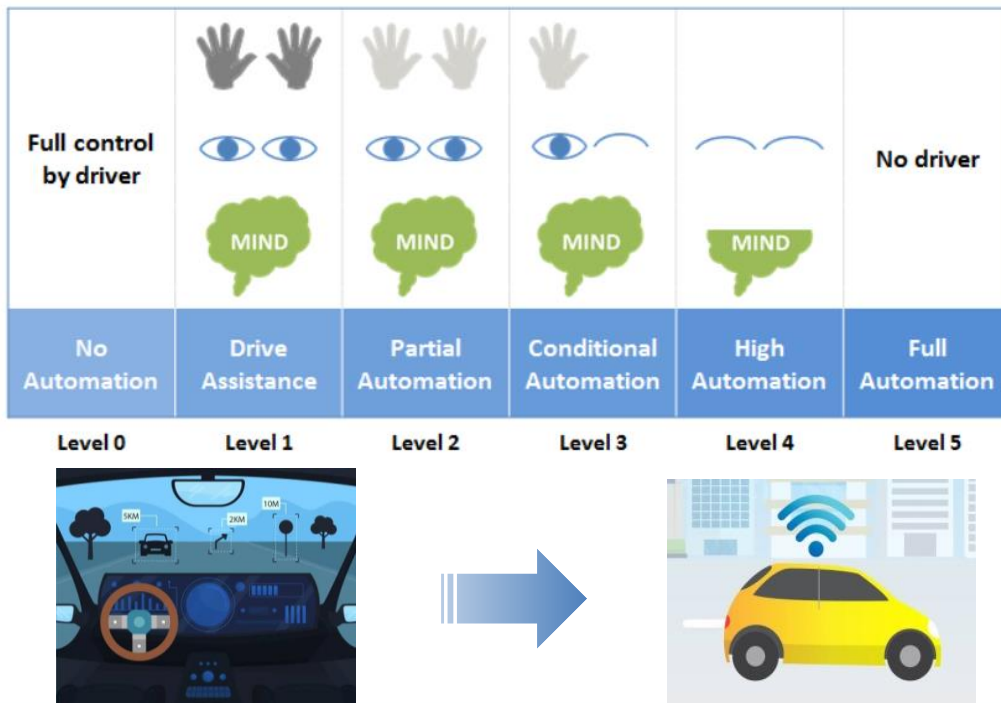 Full control
by driver
MIND
MIND
MIND
MIND
No driver
No
Automation
Drive
Assistance
Partial
Automation
Conditional
Automation
High
Automation
Full
Automation
Level 0
Level 1
Level 2
Level 3
Level 4
Level 5
5KM
2KM
10M